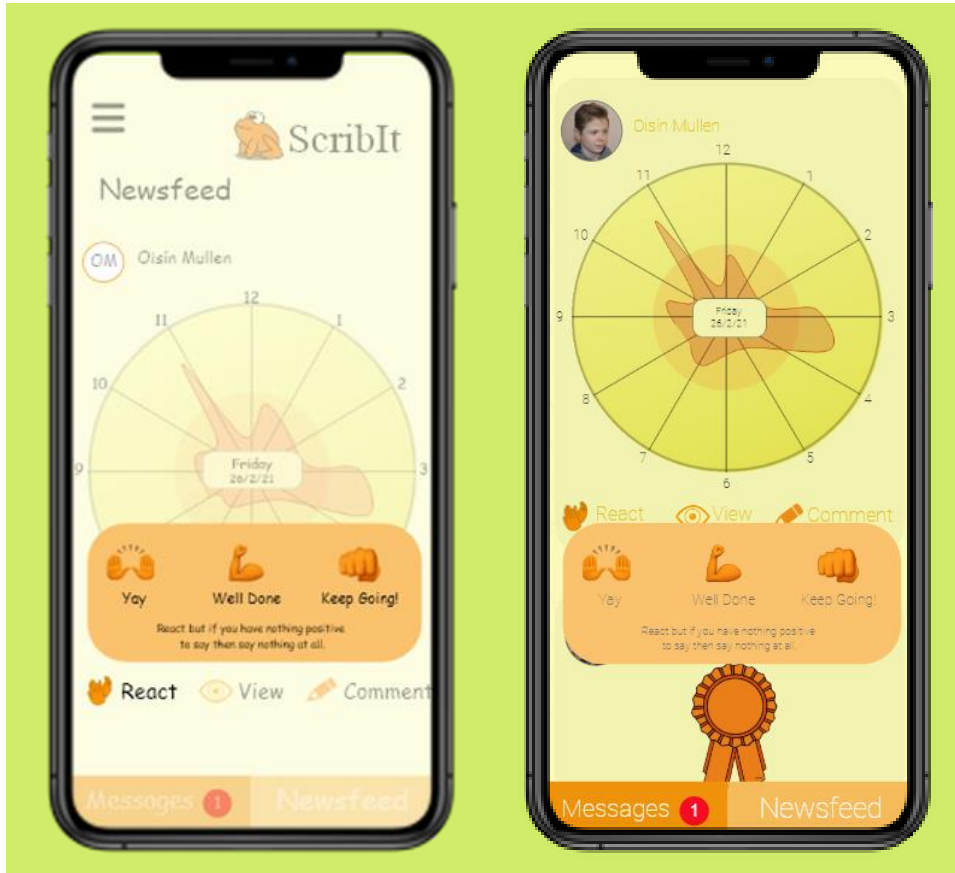 ScribIt
Newsfeed
OM Oisín Mullen
12
11 1
10 2
9 3
Friday
26/2/21
Yay Well Done Keep Going!
React but if you have nothing positive
to say then say nothing at all.
React View Comment
Messages 1 Newsfeed
Oisín Mullen
12
11 1
10 2
9 3
Friday
26/2/21
8 4
7 5
6
React View Comment
Yay Well Done Keep Going!
React but if you have nothing positive
to say then say nothing at all.
Messages 1 Newsfeed